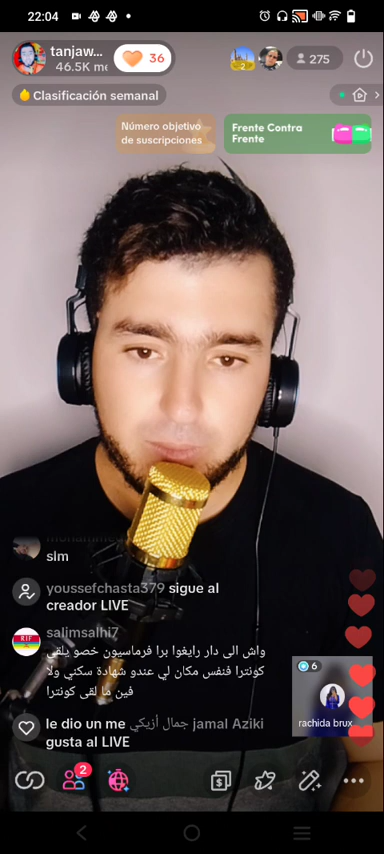 22:04
tanjaw...
46.5K me
36
2
275
Clasificación semanal
Número objetivo
de suscripciones
Frente Contra
Frente
sim
youssefchasta379 sigue al
creador LIVE
salimsalhi7
واش الى دار رايغوا برا فرماسيون خصو يلقى
كونترا فنفس مكان لي عندو شهادة سكني ولا
فين ما لقى كونترا
6
rachida brux
le dio un me جمال أزيكي jamal Aziki
gusta al LIVE
2